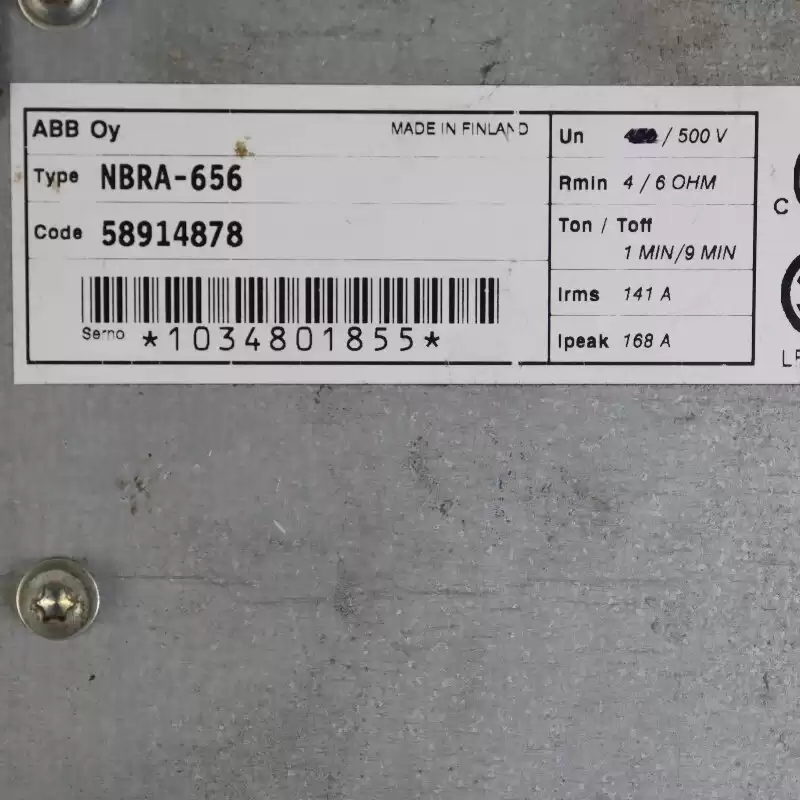 ABB Oy
MADE IN FINLAND
Type NBRA-656
Code 58914878
Serno *1034801855*
Un / 500 V
Rmin 4 / 6 OHM
Ton / Toff
1 MIN/9 MIN
Irms 141 A
Ipeak 168 A
C